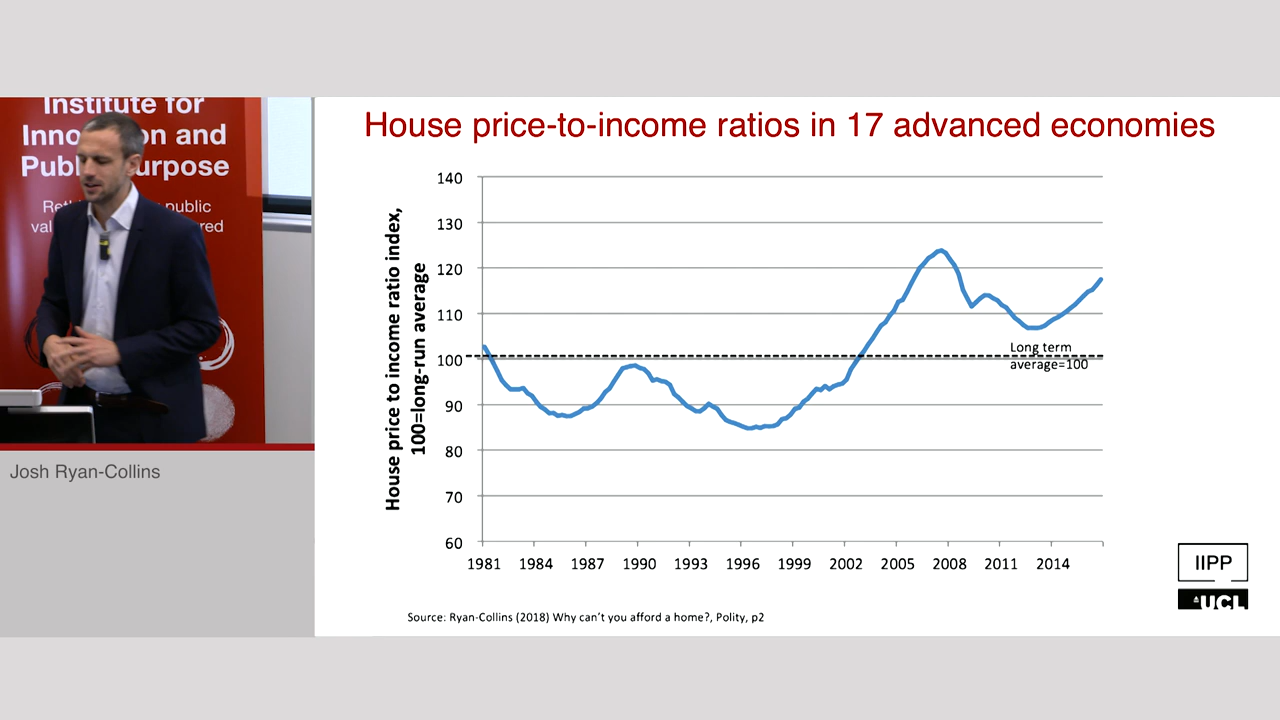 Institute for
Public
public
Josh Ryan-Collins
House price-to-income ratios in 17 advanced economies
House price to income ratio index,
100=long-run average
140
130
120
110
100
90
80
70
60
Long term
average=100
1981 1984 1987 1990 1993 1996 1999 2002 2005 2008 2011 2014
Source: Ryan-Collins (2018) Why can't you afford a home?, Polity, p2
IIPP
UCL